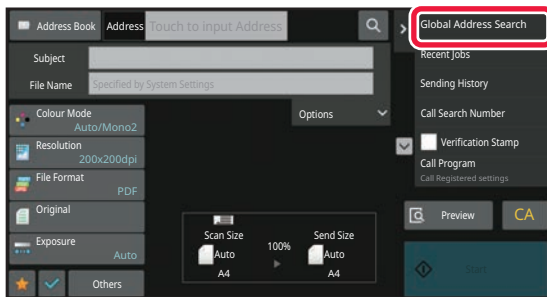 Address Book
Address
Touch to input Address
Global Address Search
Subject
Recent Jobs
File Name
Specified by System Settings
Sending History
Colour Mode
Auto/Mono2
Options
Call Search Number
Resolution
200x200dpi
Verification Stamp
File Format
PDF
Call Program
Call Registered settings
Original
Preview
CA
Scan Size
Auto
A4
100%
Send Size
Auto
A4
Exposure
Auto
Start
Others